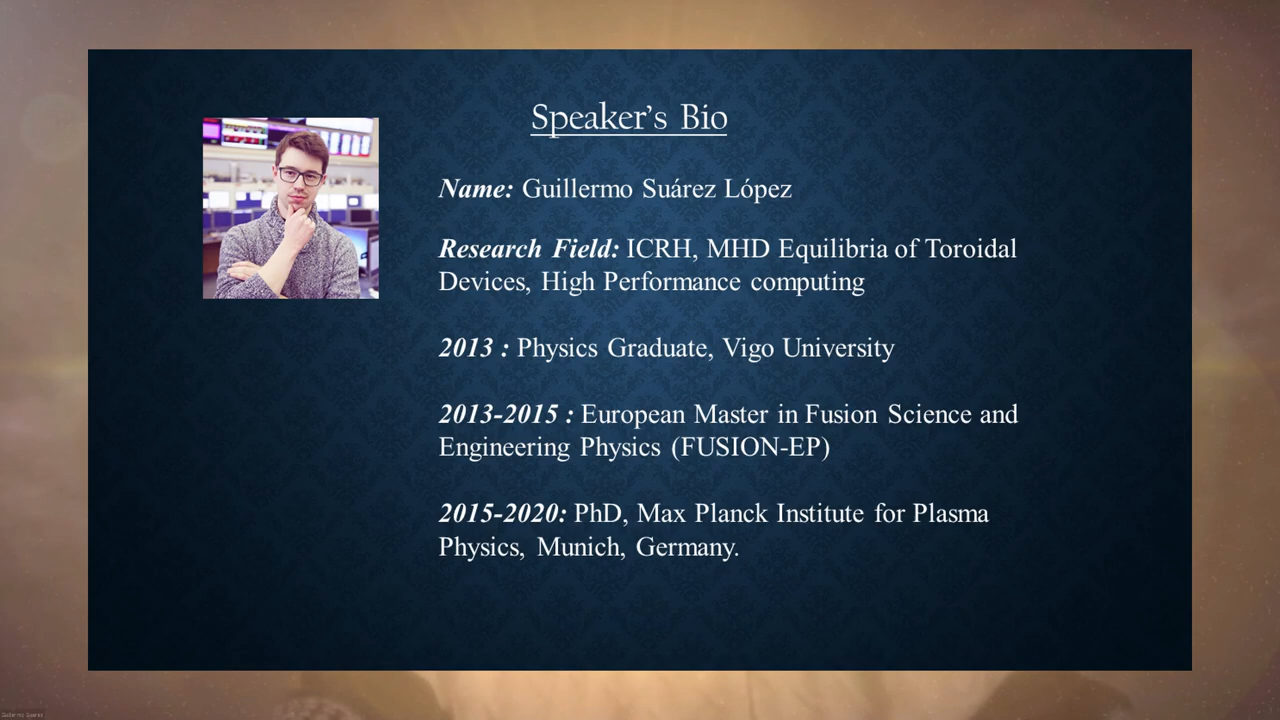 Speaker's Bio
Name: Guillermo Suárez López
Research Field: ICRH, MHD Equilibria of Toroidal
Devices, High Performance computing
2013 : Physics Graduate, Vigo University
2013-2015 : European Master in Fusion Science and
Engineering Physics (FUSION-EP)
2015-2020: PhD, Max Planck Institute for Plasma
Physics, Munich, Germany.
Guillermo Suárez